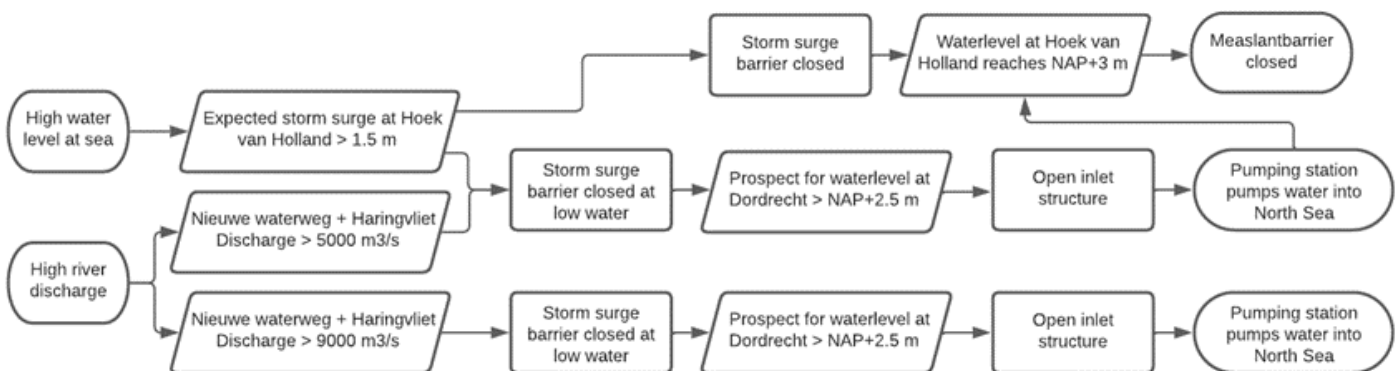 High water
level at sea
Expected storm surge at Hoek
van Holland > 1.5 m
Storm surge
barrier closed
Waterlevel at Hoek van
Holland reaches NAP+3 m
Measlantbarrier
closed
High river
discharge
Nieuwe waterweg + Haringvliet
Discharge > 5000 m3/s
Storm surge
barrier closed at
low water
Prospect for waterlevel at
Dordrecht > NAP+2.5 m
Open inlet
structure
Pumping station
pumps water into
North Sea
Nieuwe waterweg + Haringvliet
Discharge > 9000 m3/s
Storm surge
barrier closed at
low water
Prospect for waterlevel at
Dordrecht > NAP+2.5 m
Open inlet
structure
Pumping station
pumps water into
North Sea